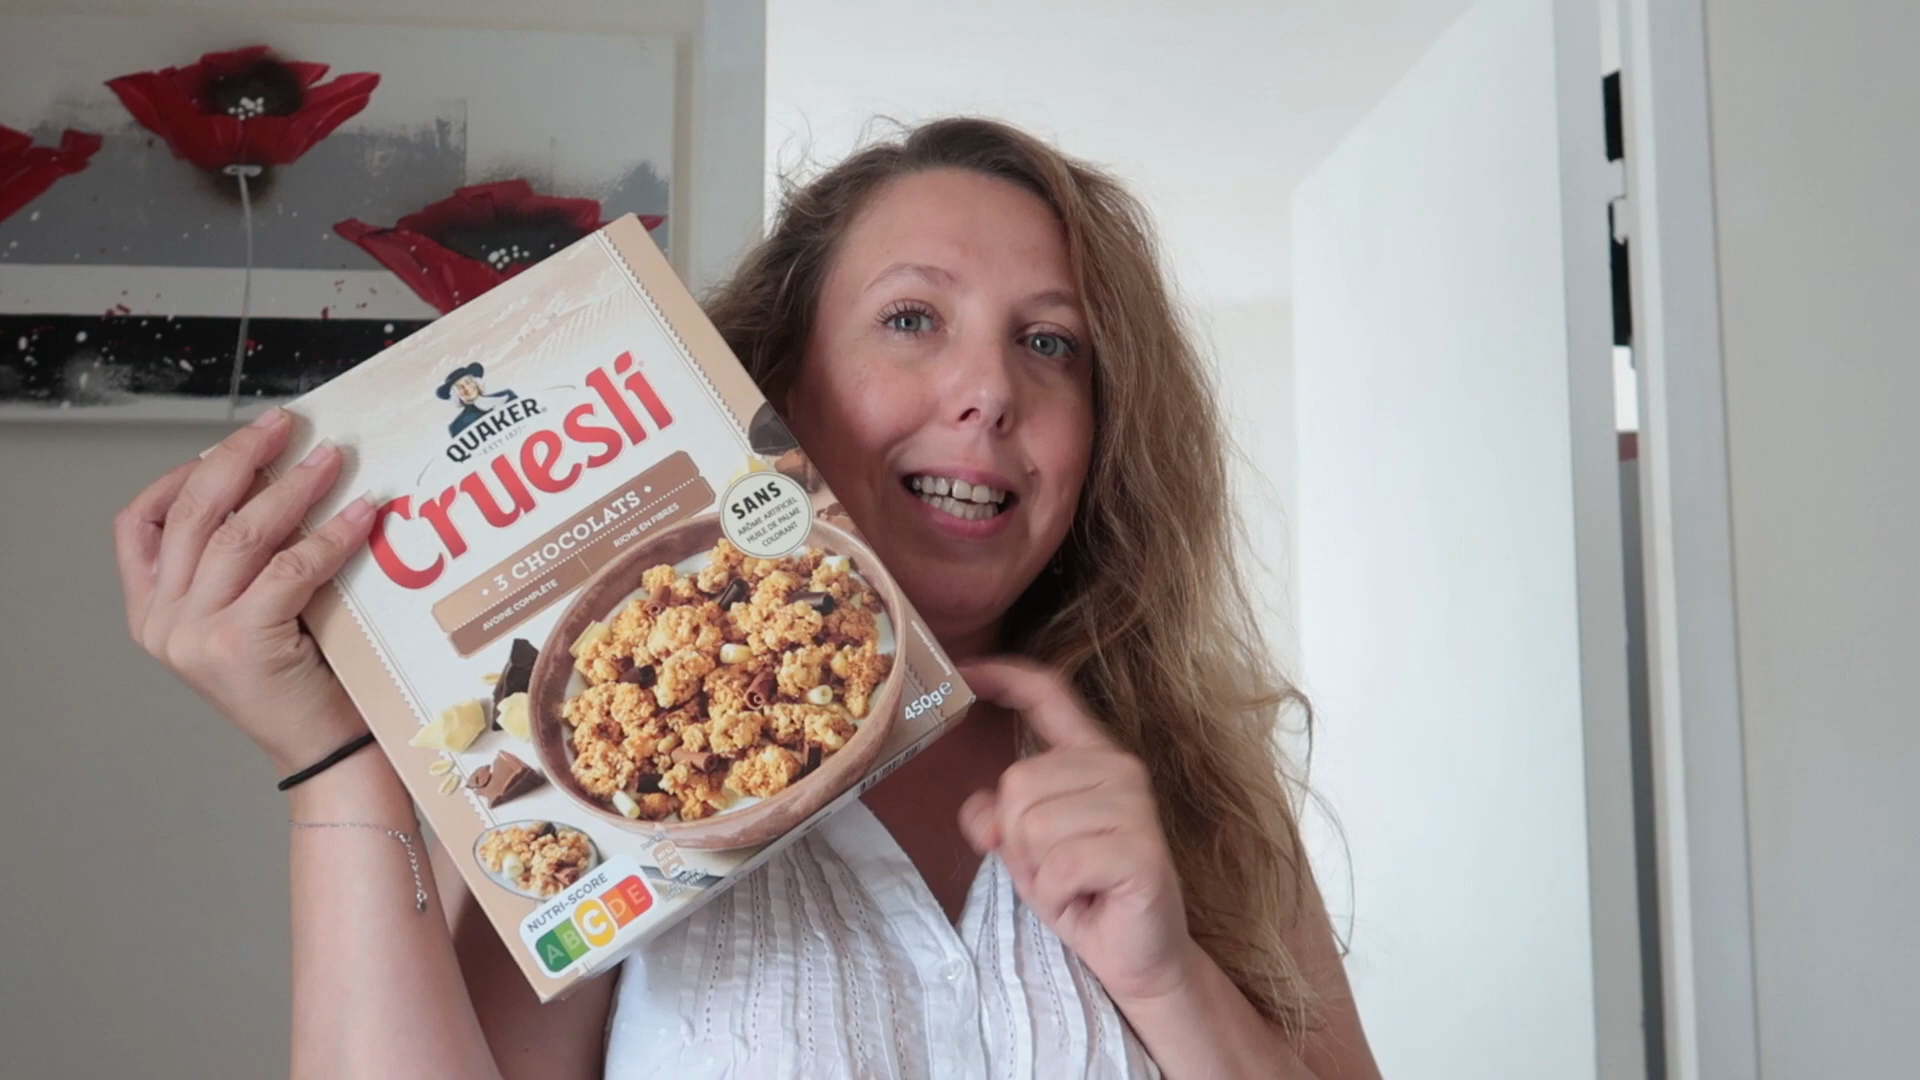 QUAKER
EST 1877
Cruesli
3 CHOCOLATS
AVOINE COMPLÈTE
RICHE EN FIBRES
SANS
ARÔME ARTIFICIEL
HUILE DE PALME
COLORANT
450g e
NUTRI-SCORE
A B C D E